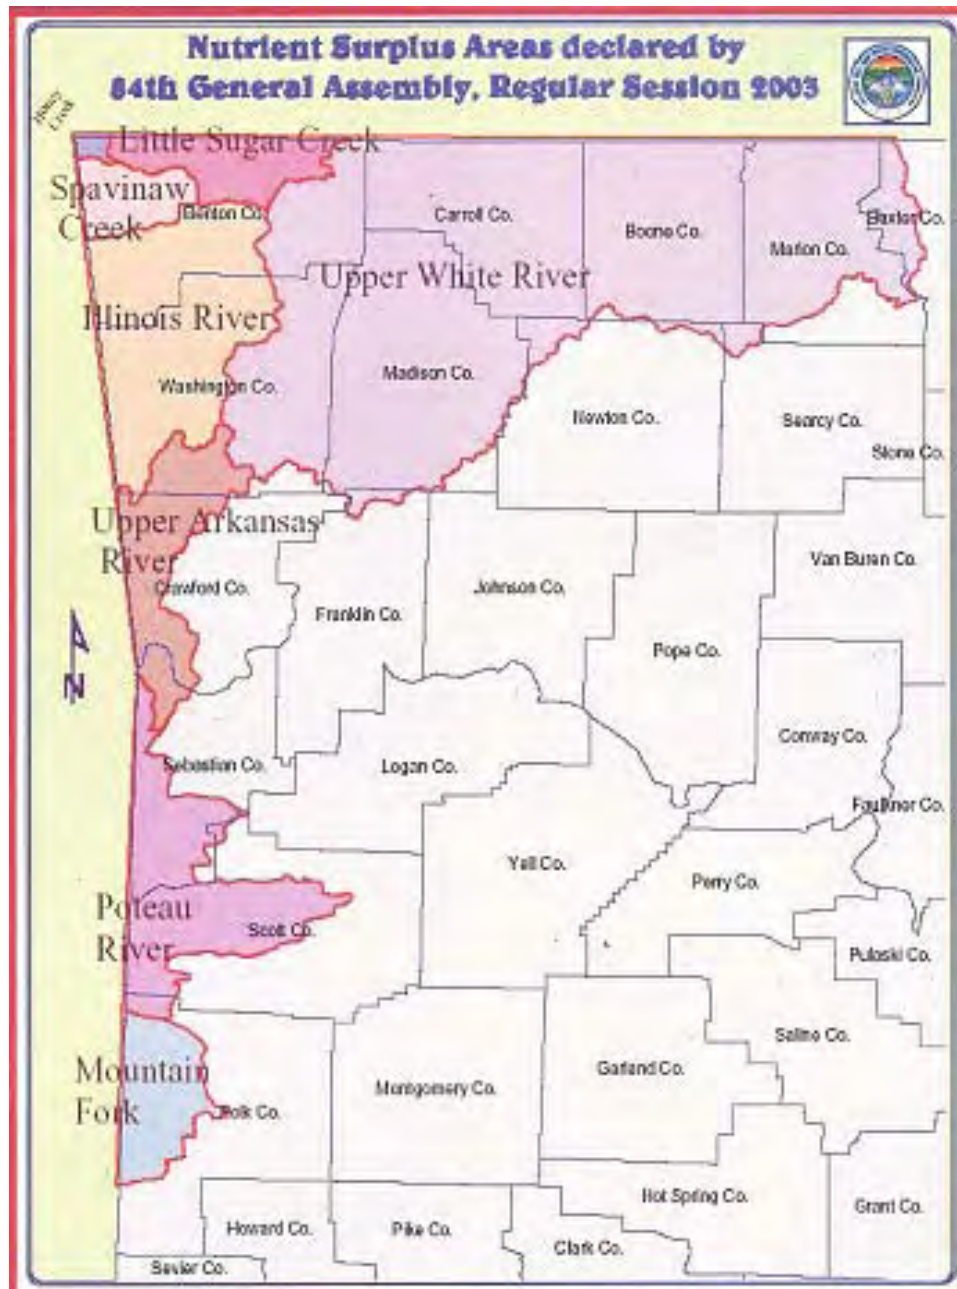 Nutrient Surplus Areas declared by
84th General Assembly, Regular Session 2003
Honey
Creek
Little Sugar Creek
Spavinaw
Creek
Benton Co.
Carroll Co.
Boone Co.
Marion Co.
Baxter Co.
Upper White River
Illinois River
Washington Co.
Madison Co.
Newton Co.
Searcy Co.
Stone Co.
Upper Arkansas
River
Crawford Co.
Franklin Co.
Johnson Co.
Van Buren Co.
Pope Co.
N
Conway Co.
Sebastian Co.
Logan Co.
Faulkner Co.
Yell Co.
Perry Co.
Poteau
River
Scott Co.
Pulaski Co.
Saline Co.
Mountain
Fork
Polk Co.
Montgomery Co.
Garland Co.
Hot Spring Co.
Grant Co.
Howard Co.
Pike Co.
Clark Co.
Sevier Co.